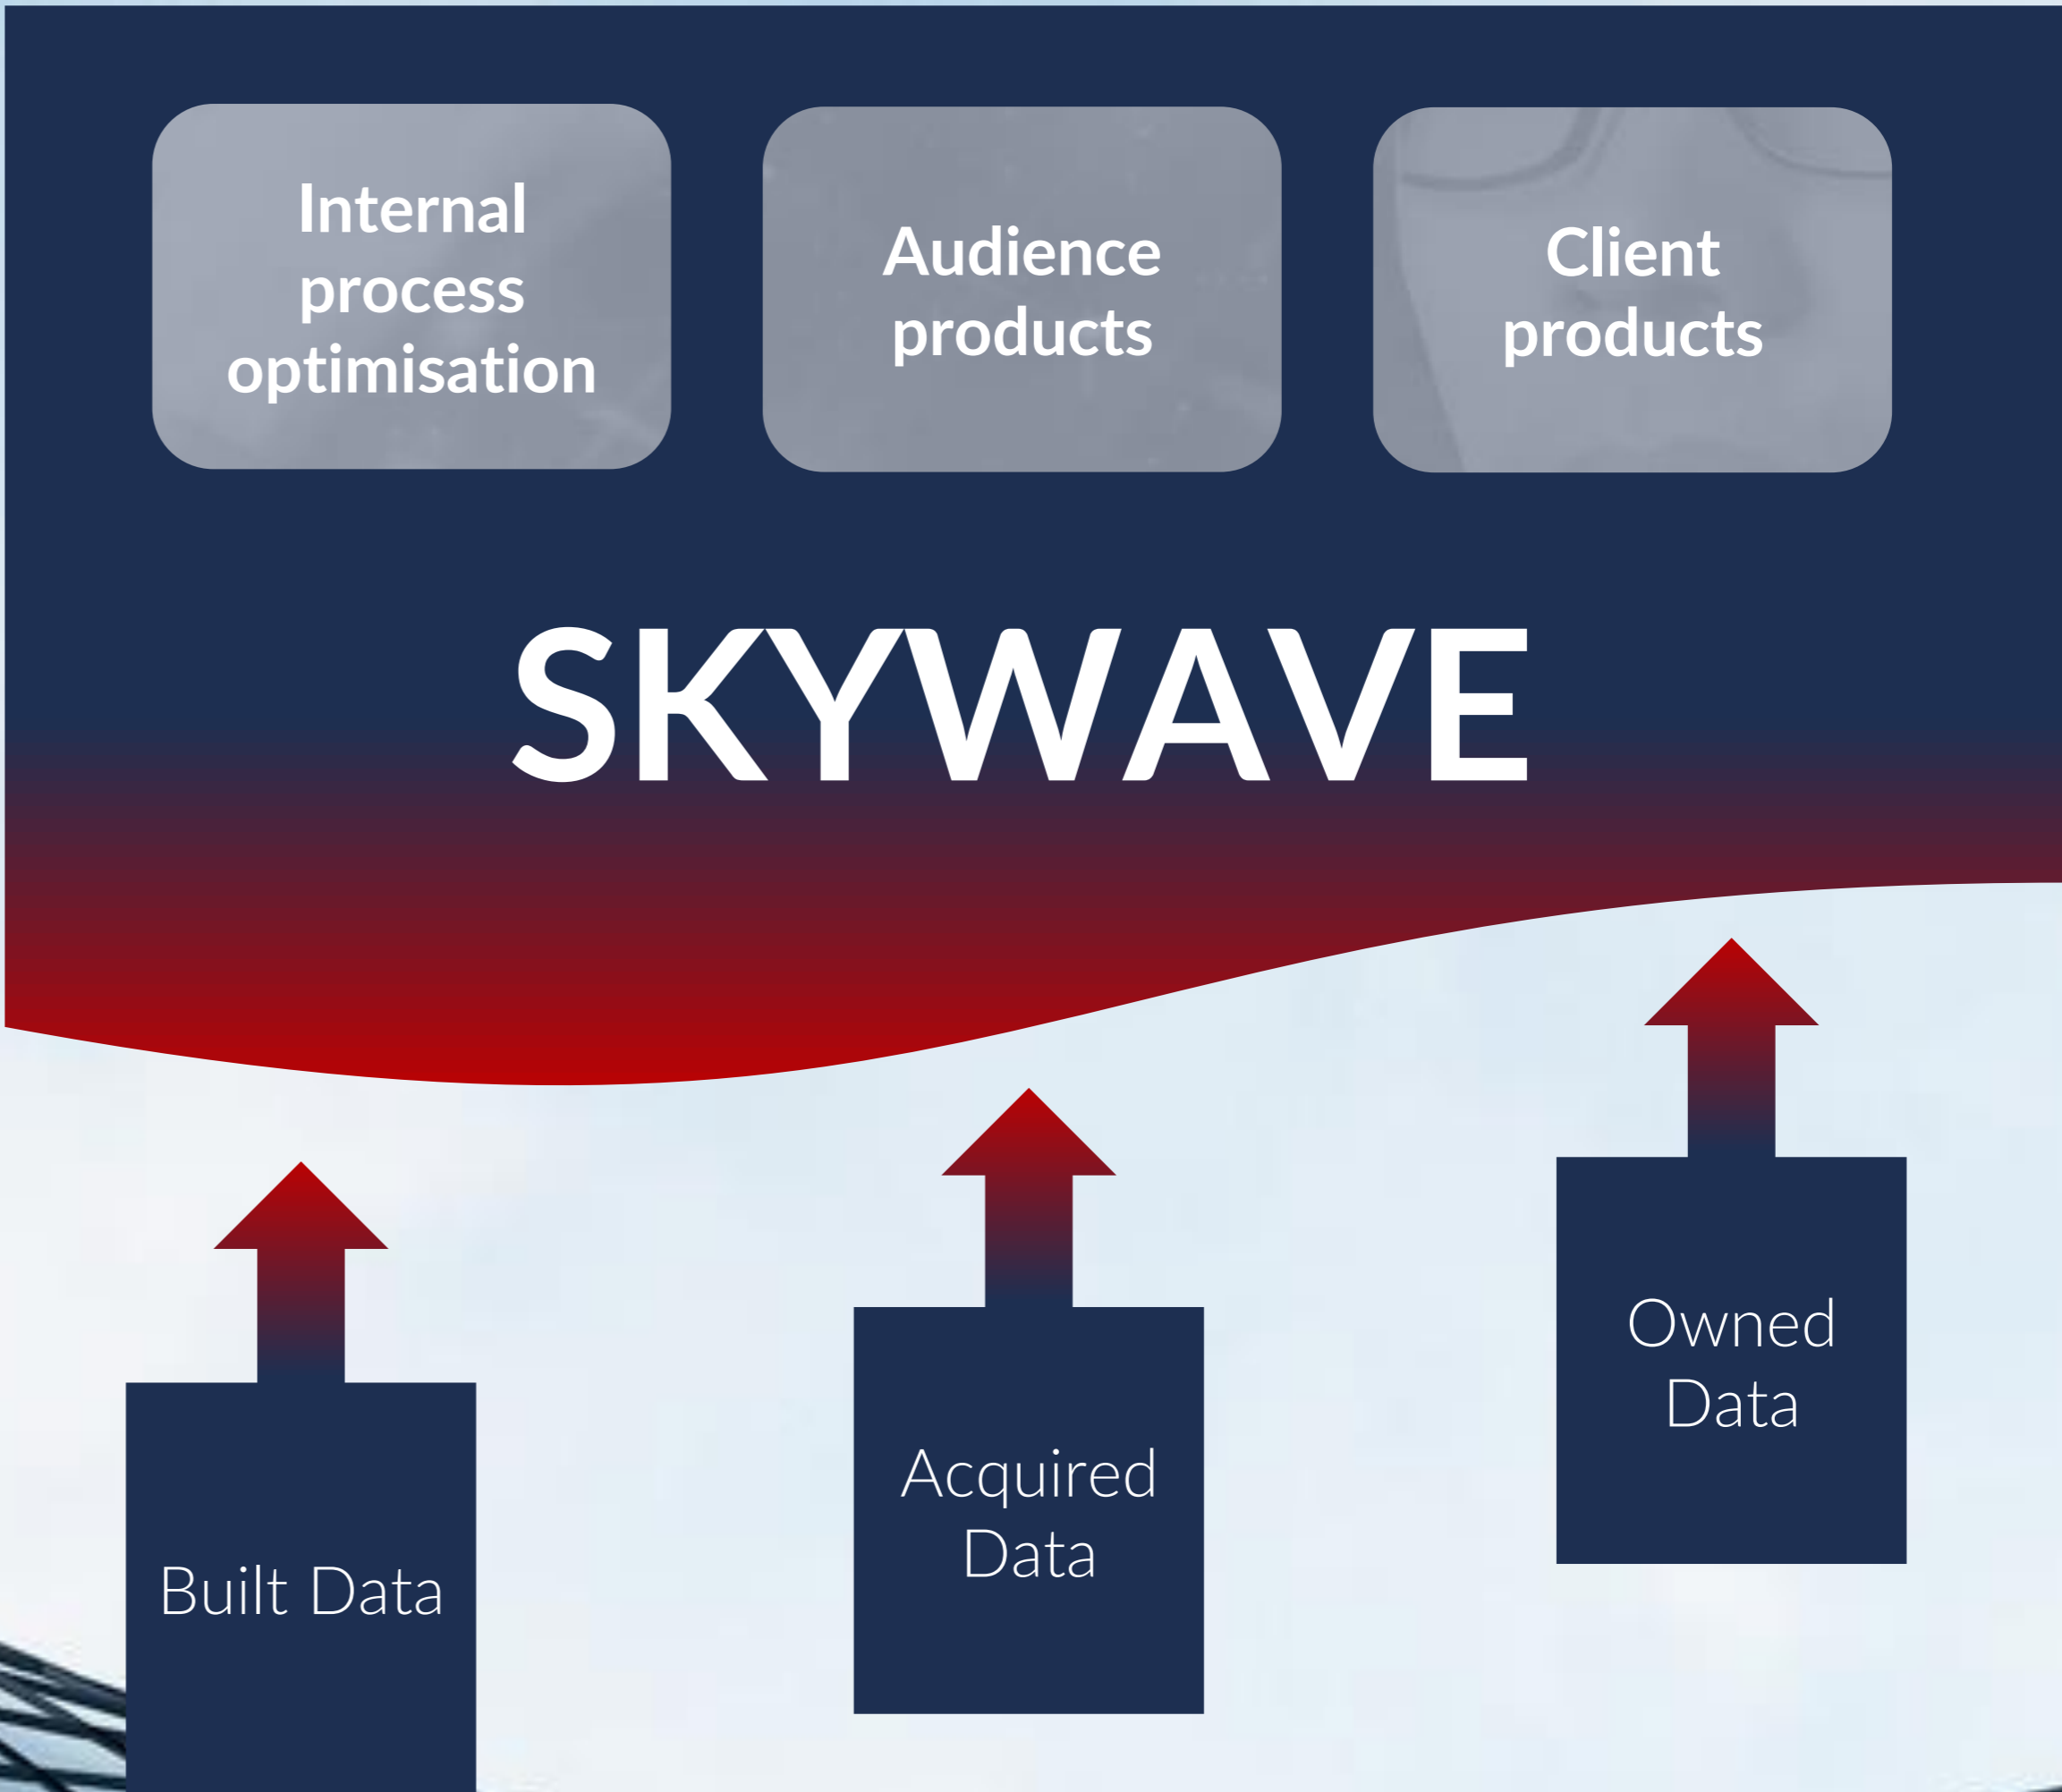 Internal
process
optimisation
Audience
products
Client
products
SKYWAVE
Owned
Data
Acquired
Data
Built Data